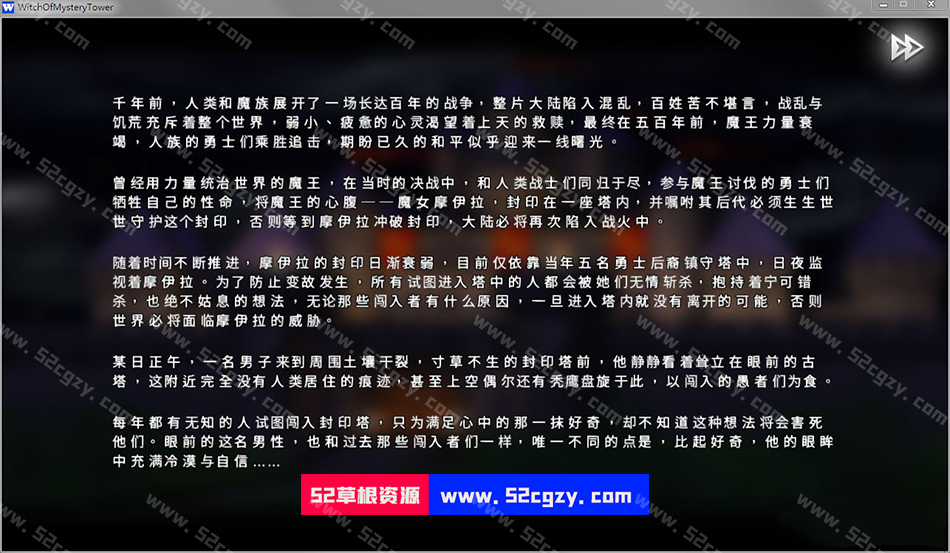 WitchOfMysteryTower
千年前，人类和魔族展开了一场长达百年的战争，整片大陆陷入混乱，百姓苦不堪言，战乱与
饥荒充斥着整个世界，弱小、疲惫的心灵渴望着上天的救赎，最终在五百年前，魔王力量衰
竭，人族的勇士们乘胜追击，期盼已久的和平似乎迎来一线曙光。
曾经用力量统治世界的魔王，在当时的决战中，和人类战士们同归于尽，参与魔王讨伐的勇士们
牺牲自己的性命，将魔王的心腹——魔女摩伊拉，封印在一座塔内，并嘱咐其后代必须生生世
世守护这个封印，否则等到摩伊拉冲破封印，大陆必将再次陷入战火中。
随着时间不断推进，摩伊拉的封印日渐衰弱，目前仅依靠当年五名勇士后裔镇守塔中，日夜监
视着摩伊拉。为了防止变故发生，所有试图进入塔中的人都会被她们无情斩杀，抱持着宁可错
杀，也绝不姑息的想法，无论那些闯入者有什么原因，一旦进入塔内就没有离开的可能，否则
世界必将面临摩伊拉的威胁。
某日正午，一名男子来到周围土壤干裂，寸草不生的封印塔前，他静静看着耸立在眼前的古
塔，这附近完全没有人类居住的痕迹，甚至上空偶尔还有秃鹰盘旋于此，以闯入的愚者们为食。
每年都有无知的人试图闯入封印塔，只为满足心中的那一抹好奇，却不知道这种想法将会害死
他们。眼前的这名男性，也和过去那些闯入者们一样，唯一不同的点是，比起好奇，他的眼眸
中充满冷漠与自信……
52草根资源 www.52cgzy.com